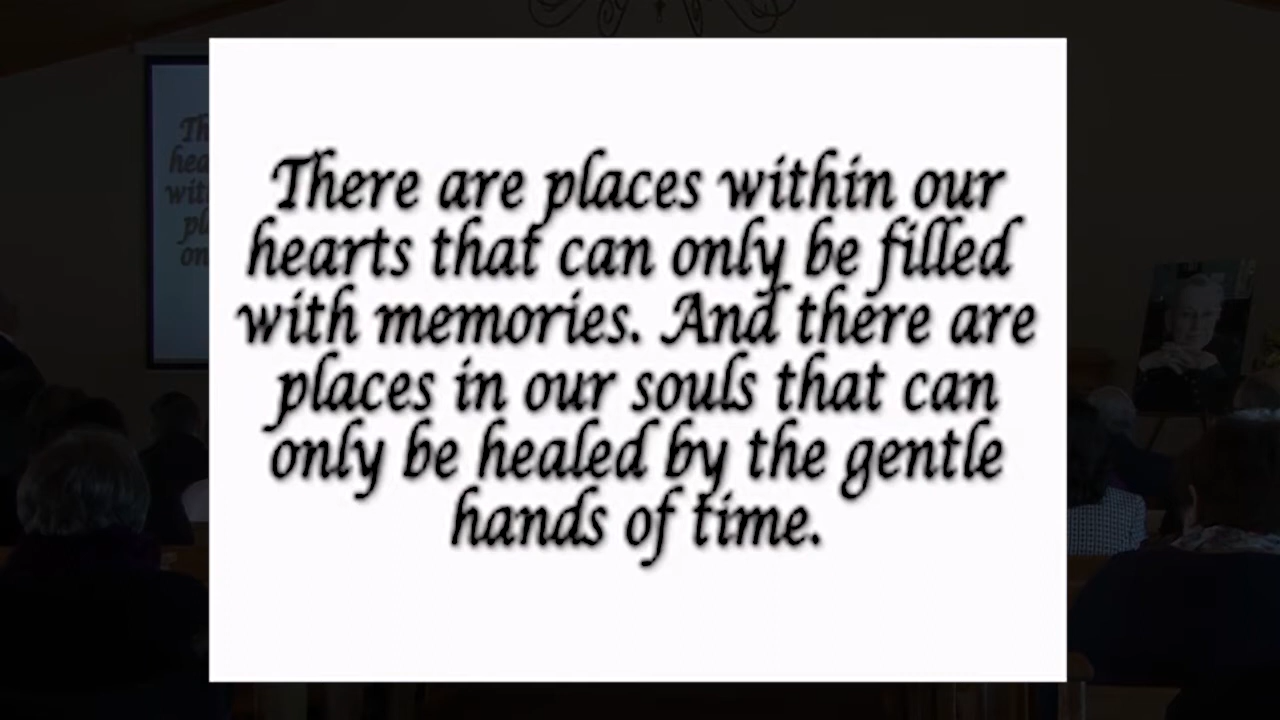 There are places within our
hearts that can only be filled
with memories. And there are
places in our souls that can
only be healed by the gentle
hands of time.